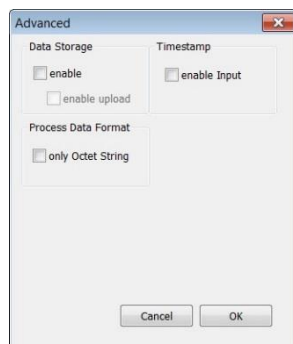 Advanced
Data Storage
enable
enable upload
Timestamp
enable Input
Process Data Format
only Octet String
Cancel
OK